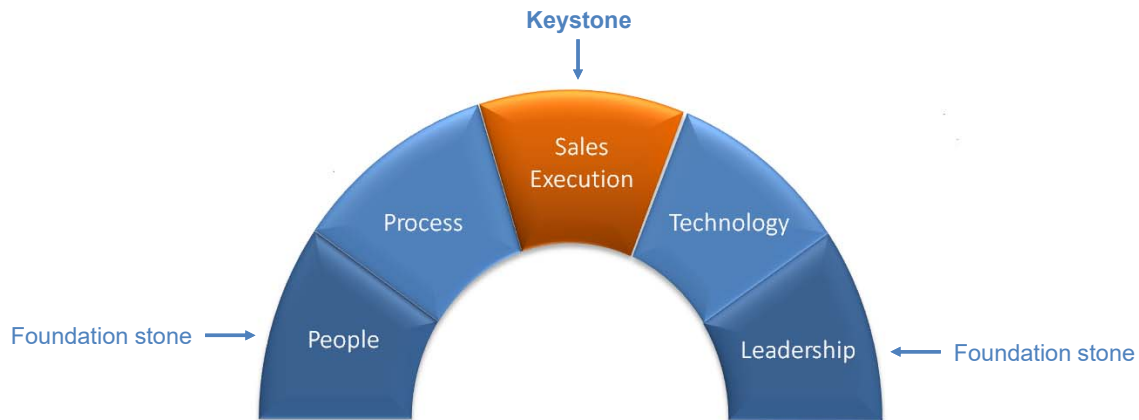 Keystone
Sales
Execution
Process
Technology
Foundation stone
People
Leadership
Foundation stone